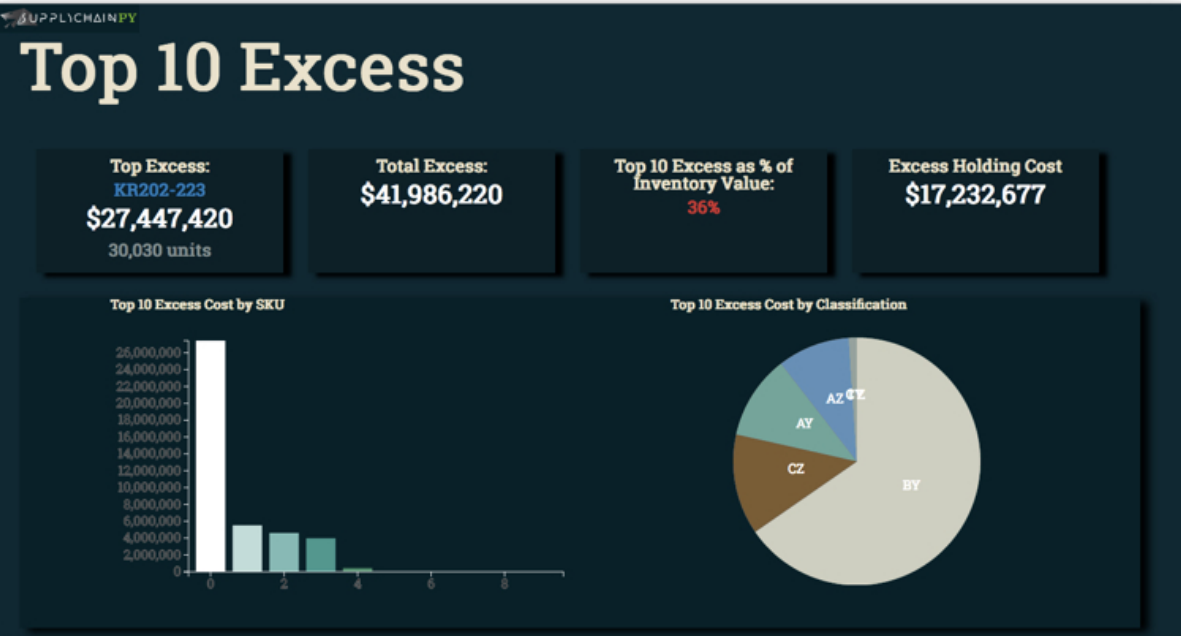 SUPPLYCHAINPY
Top 10 Excess
Top Excess:
KR202-223
$27,447,420
30,030 units
Total Excess:
$41,986,220
Top 10 Excess as % of
Inventory Value:
36%
Excess Holding Cost
$17,232,677
Top 10 Excess Cost by SKU
26,000,000
24,000,000
22,000,000
20,000,000
18,000,000
16,000,000
14,000,000
12,000,000
10,000,000
8,000,000
6,000,000
4,000,000
2,000,000
0
0 2 4 6 8
Top 10 Excess Cost by Classification
AZ
AY
CZ
BY